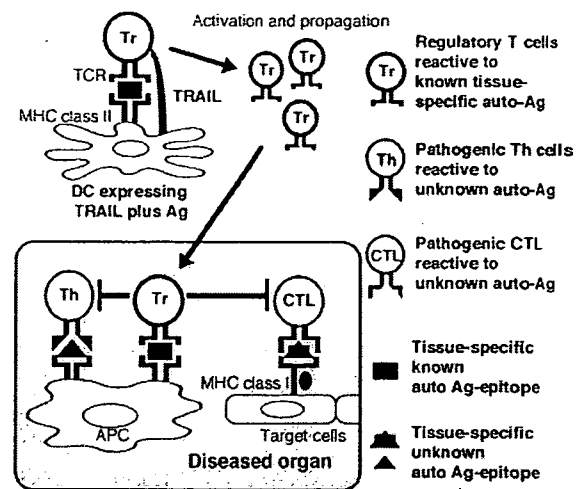 Activation and propagation
Tr
TCR
TRAIL
MHC class II
DC expressing
TRAIL plus Ag
Tr
Tr
Tr
Tr
Regulatory T cells
reactive to
known tissue-
specific auto-Ag
Th
Pathogenic Th cells
reactive to
unknown auto-Ag
CTL
Pathogenic CTL
reactive to
unknown auto-Ag
Tissue-specific
known
auto Ag-epitope
Tissue-specific
unknown
auto Ag-epitope
Th
Tr
CTL
MHC class I
APC
Target cells
Diseased organ